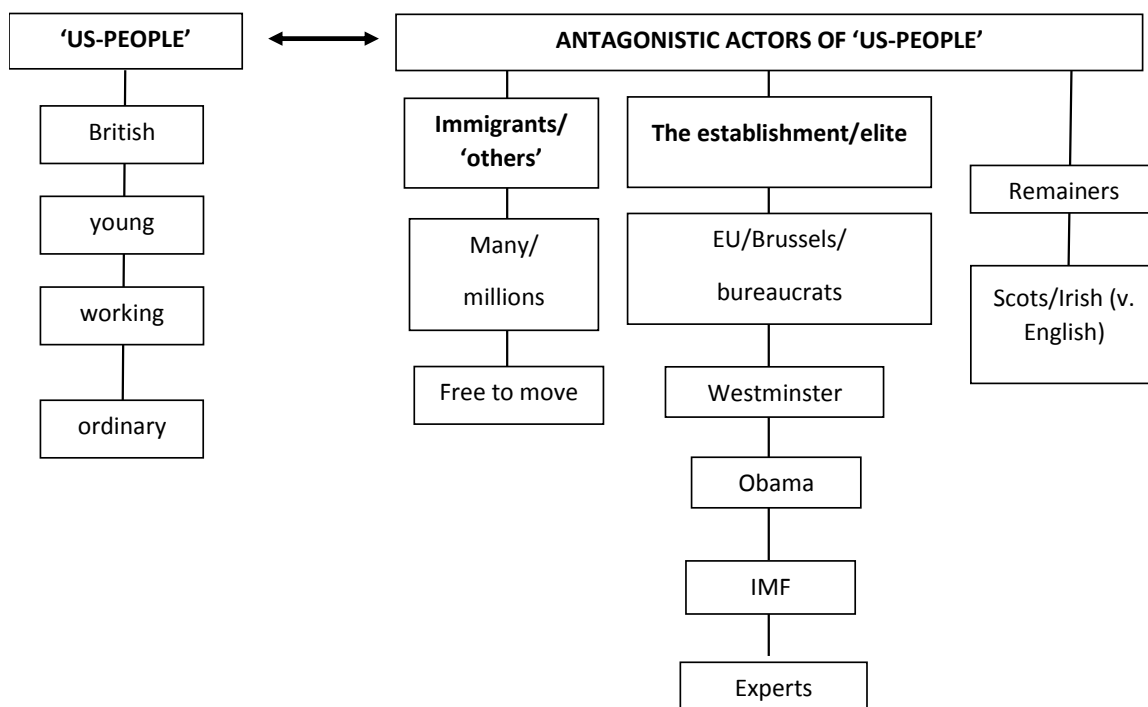 ‘US-PEOPLE’
ANTAGONISTIC ACTORS OF ‘US-PEOPLE’
British
young
working
ordinary
Immigrants/
‘others’
Many/
millions
Free to move
The establishment/elite
EU/Brussels/
bureaucrats
Westminster
Obama
IMF
Experts
Remainers
Scots/Irish (v.
English)